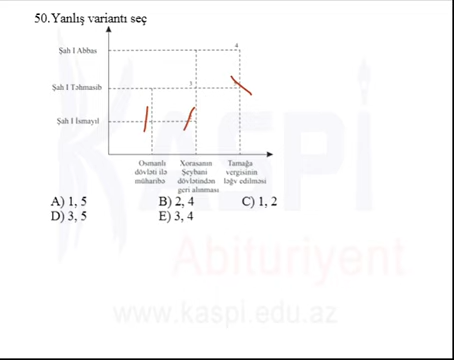 50.Yanlış variantı seç
4
Şah I Abbas
Şah I Təhmasib
3
Şah I İsmayıl
Osmanlı dövləti ilə müharibə
Xorasanın Şeybani dövlətindən geri alınması
Tamağa vergisinin ləğv edilməsi
A) 1, 5
B) 2, 4
C) 1, 2
D) 3, 5
E) 3, 4
KASPİ
Abituriyent
www.kaspi.edu.az